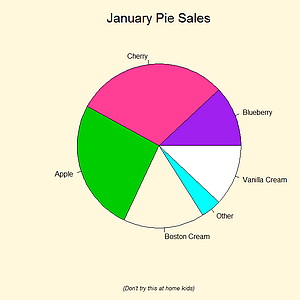 January Pie Sales
Cherry
Blueberry
Apple
Vanilla Cream
Other
Boston Cream
(Don't try this at home kids)